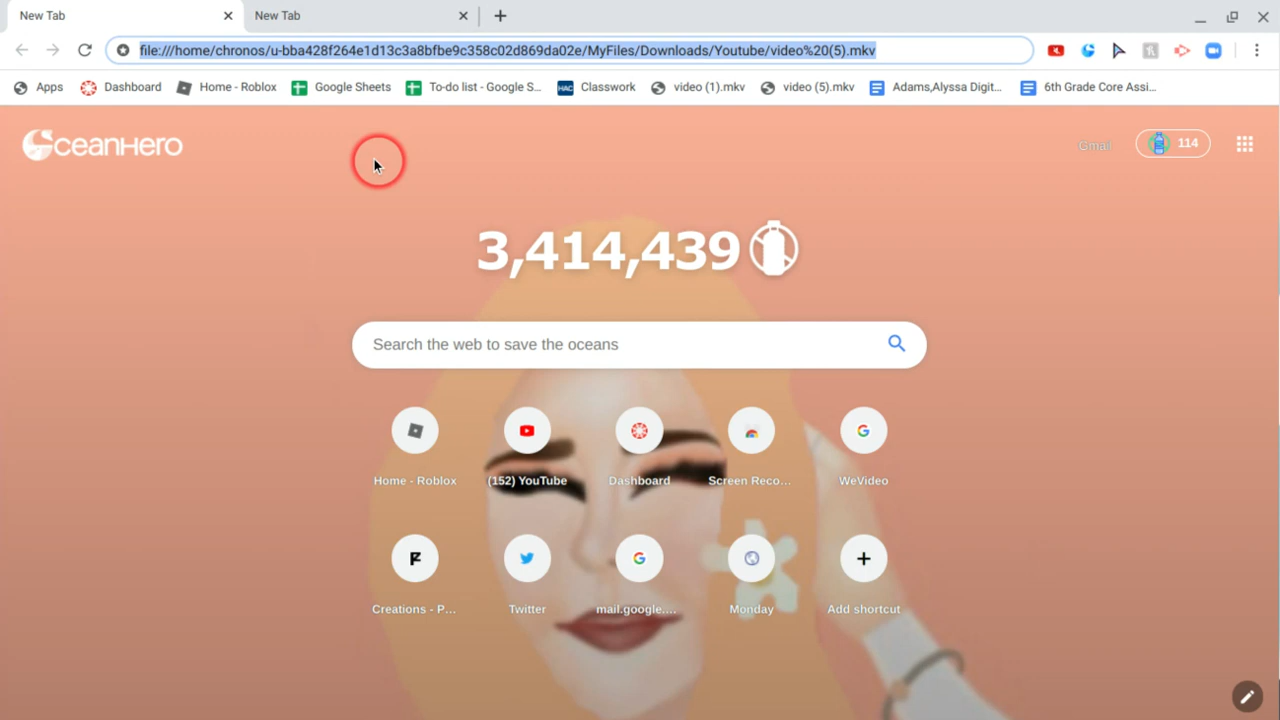 New Tab
New Tab
file:///home/chronos/u-bba428f264e1d13c3a8bfbe9c358c02d869da02e/MyFiles/Downloads/Youtube/video%20(5).mkv
Apps Dashboard Home - Roblox Google Sheets To-do list - Google S... HAC Classwork video (1).mkv video (5).mkv Adams,Alyssa Digit... 6th Grade Core Assi...
OceanHero
Gmail 114
3,414,439
Search the web to save the oceans
Home - Roblox (152) YouTube Dashboard Screen Reco... WeVideo
Creations - P... Twitter mail.google.... Monday Add shortcut